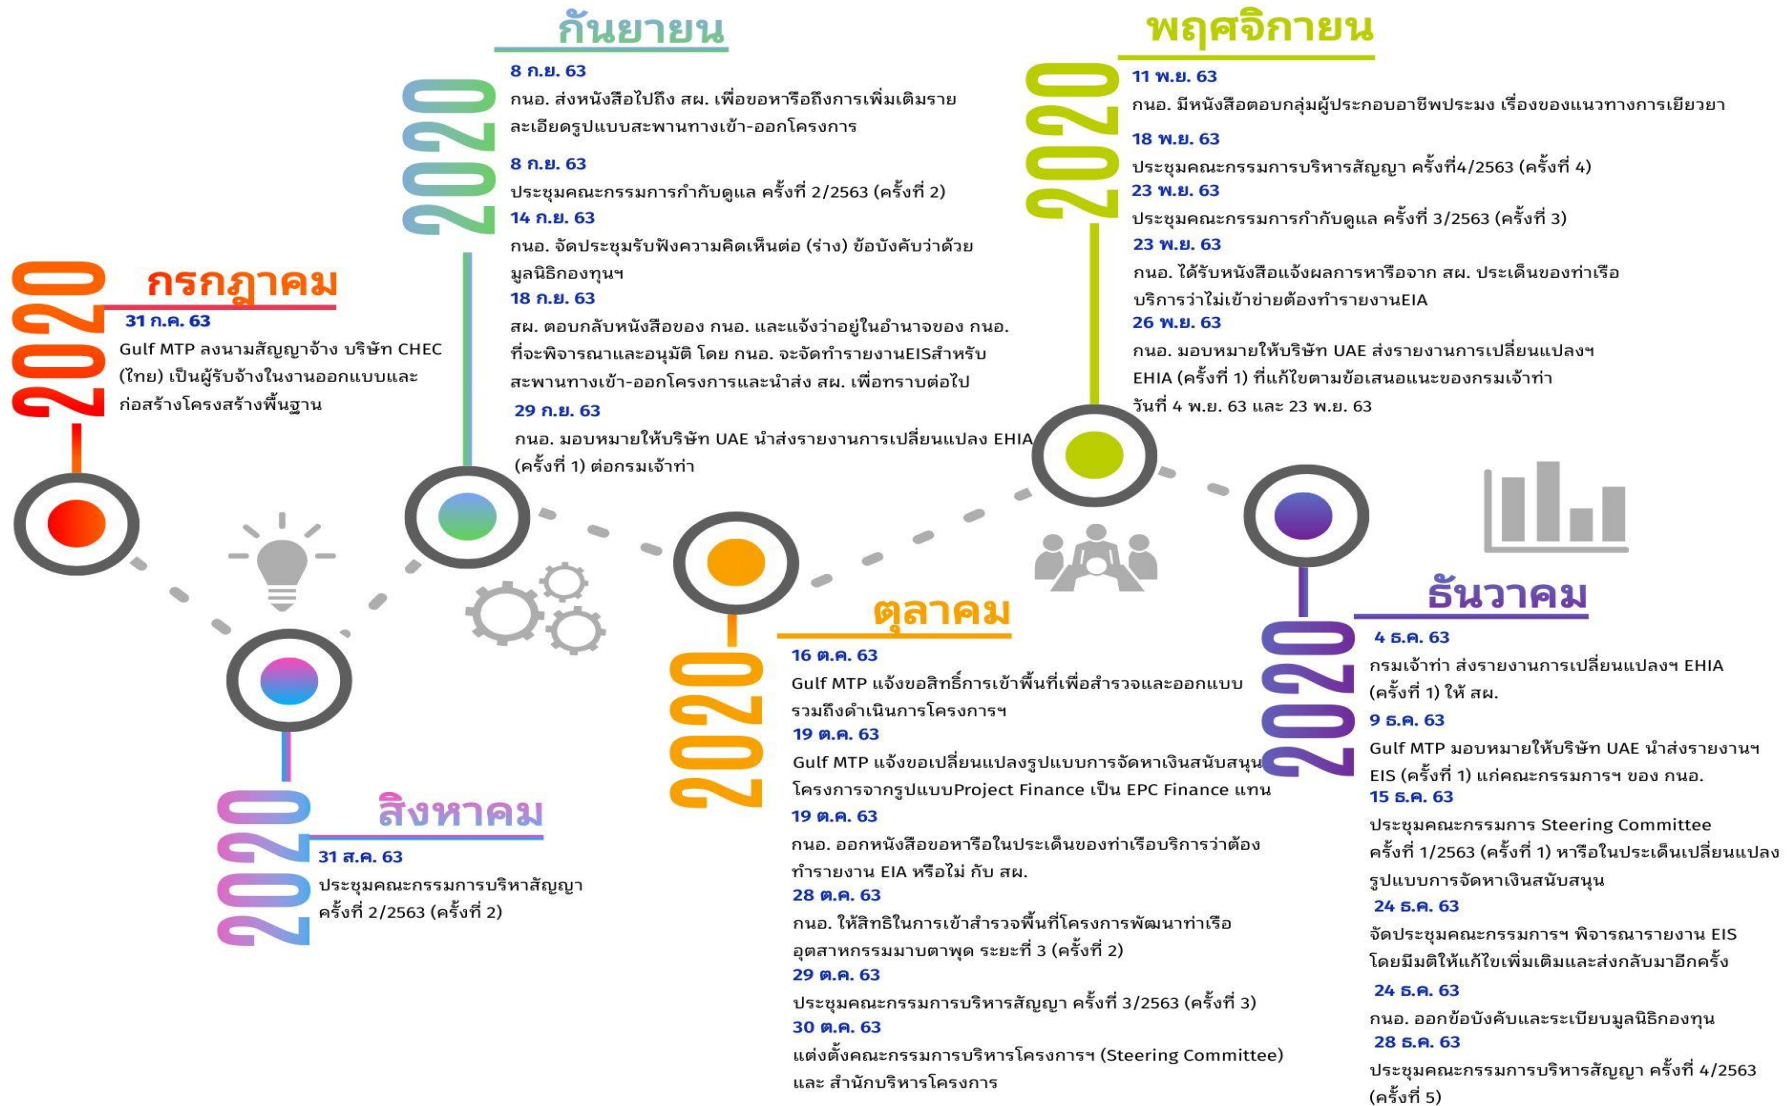 กรกฎาคม
2020
31 ก.ค. 63
Gulf MTP ลงนามสัญญาจ้าง บริษัท CHEC
(ไทย) เป็นผู้รับจ้างในงานออกแบบและ
ก่อสร้างโครงสร้างพื้นฐาน
สิงหาคม
2020
31 ส.ค. 63
ประชุมคณะกรรมการบริหาสัญญา
ครั้งที่ 2/2563 (ครั้งที่ 2)
กันยายน
2020
8 ก.ย. 63
กนอ. ส่งหนังสือไปถึง สผ. เพื่อขอหารือถึงการเพิ่มเติมราย
ละเอียดรูปแบบสะพานทางเข้า-ออกโครงการ
8 ก.ย. 63
ประชุมคณะกรรมการกำกับดูแล ครั้งที่ 2/2563 (ครั้งที่ 2)
14 ก.ย. 63
กนอ. จัดประชุมรับฟังความคิดเห็นต่อ (ร่าง) ข้อบังคับว่าด้วย
มูลนิธิกองทุนฯ
18 ก.ย. 63
สผ. ตอบกลับหนังสือของ กนอ. และแจ้งว่าอยู่ในอำนาจของ กนอ.
ที่จะพิจารณาและอนุมัติ โดย กนอ. จะจัดทำรายงานEISสำหรับ
สะพานทางเข้า-ออกโครงการและนำส่ง สผ. เพื่อทราบต่อไป
29 ก.ย. 63
กนอ. มอบหมายให้บริษัท UAE นำส่งรายงานการเปลี่ยนแปลง EHIA
(ครั้งที่ 1) ต่อกรมเจ้าท่า
ตุลาคม
2020
16 ต.ค. 63
Gulf MTP แจ้งขอสิทธิ์การเข้าพื้นที่เพื่อสำรวจและออกแบบ
รวมถึงดำเนินการโครงการฯ
19 ต.ค. 63
Gulf MTP แจ้งขอเปลี่ยนแปลงรูปแบบการจัดหาเงินสนับสนุน
โครงการจากรูปแบบProject Finance เป็น EPC Finance แทน
19 ต.ค. 63
กนอ. ออกหนังสือขอหารือในประเด็นของท่าเรือบริการว่าต้อง
ทำรายงาน EIA หรือไม่ กับ สผ.
28 ต.ค. 63
กนอ. ให้สิทธิในการเข้าสำรวจพื้นที่โครงการพัฒนาท่าเรือ
อุตสาหกรรมมาบตาพุด ระยะที่ 3 (ครั้งที่ 2)
29 ต.ค. 63
ประชุมคณะกรรมการบริหารสัญญา ครั้งที่ 3/2563 (ครั้งที่ 3)
30 ต.ค. 63
แต่งตั้งคณะกรรมการบริหารโครงการฯ (Steering Committee)
และ สำนักบริหารโครงการ
พฤศจิกายน
2020
11 พ.ย. 63
กนอ. มีหนังสือตอบกลุ่มผู้ประกอบอาชีพประมง เรื่องของแนวทางการเยียวยา
18 พ.ย. 63
ประชุมคณะกรรมการบริหารสัญญา ครั้งที่4/2563 (ครั้งที่ 4)
23 พ.ย. 63
ประชุมคณะกรรมการกำกับดูแล ครั้งที่ 3/2563 (ครั้งที่ 3)
23 พ.ย. 63
กนอ. ได้รับหนังสือแจ้งผลการหารือจาก สผ. ประเด็นของท่าเรือ
บริการว่าไม่เข้าข่ายต้องทำรายงานEIA
26 พ.ย. 63
กนอ. มอบหมายให้บริษัท UAE ส่งรายงานการเปลี่ยนแปลงฯ
EHIA (ครั้งที่ 1) ที่แก้ไขตามข้อเสนอแนะของกรมเจ้าท่า
วันที่ 4 พ.ย. 63 และ 23 พ.ย. 63
ธันวาคม
2020
4 ธ.ค. 63
กรมเจ้าท่า ส่งรายงานการเปลี่ยนแปลงฯ EHIA
(ครั้งที่ 1) ให้ สผ.
9 ธ.ค. 63
Gulf MTP มอบหมายให้บริษัท UAE นำส่งรายงานฯ
EIS (ครั้งที่ 1) แก่คณะกรรมการฯ ของ กนอ.
15 ธ.ค. 63
ประชุมคณะกรรมการ Steering Committee
ครั้งที่ 1/2563 (ครั้งที่ 1) หารือในประเด็นเปลี่ยนแปลง
รูปแบบการจัดหาเงินสนับสนุน
24 ธ.ค. 63
จัดประชุมคณะกรรมการฯ พิจารณารายงาน EIS
โดยมีมติให้แก้ไขเพิ่มเติมและส่งกลับมาอีกครั้ง
24 ธ.ค. 63
กนอ. ออกข้อบังคับและระเบียบมูลนิธิกองทุน
28 ธ.ค. 63
ประชุมคณะกรรมการบริหารสัญญา ครั้งที่ 4/2563
(ครั้งที่ 5)